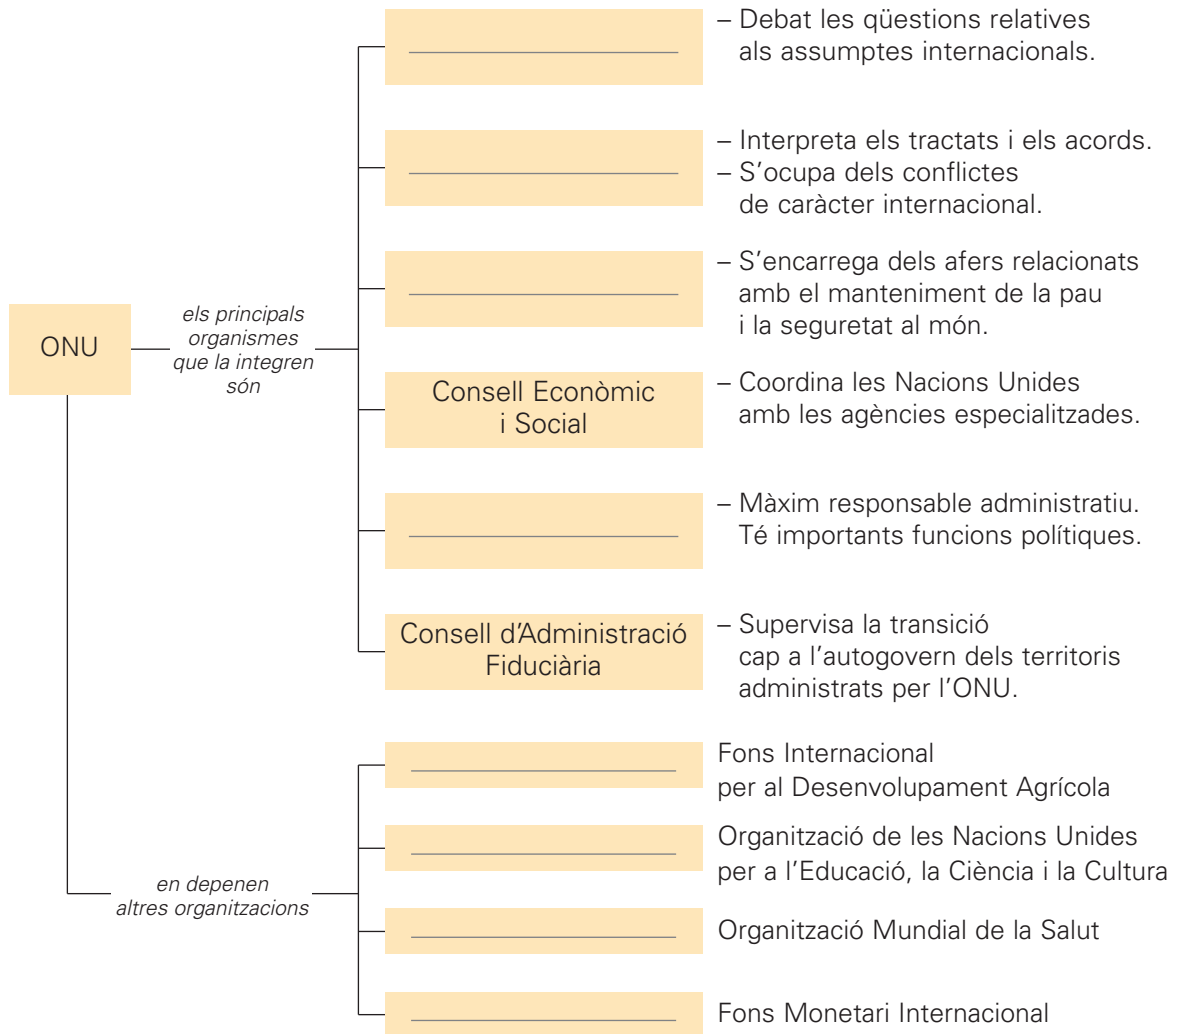 – Debat les qüestions relatives
als assumptes internacionals.
– Interpreta els tractats i els acords.
– S’ocupa dels conflictes
de caràcter internacional.
– S’encarrega dels afers relacionats
amb el manteniment de la pau
i la seguretat al món.
ONU
els principals
organismes
que la integren
són
Consell Econòmic
i Social
– Coordina les Nacions Unides
amb les agències especialitzades.
– Màxim responsable administratiu.
Té importants funcions polítiques.
Consell d’Administració
Fiduciària
– Supervisa la transició
cap a l’autogovern dels territoris
administrats per l’ONU.
en depenen
altres organitzacions
Fons Internacional
per al Desenvolupament Agrícola
Organització de les Nacions Unides
per a l’Educació, la Ciència i la Cultura
Organització Mundial de la Salut
Fons Monetari Internacional